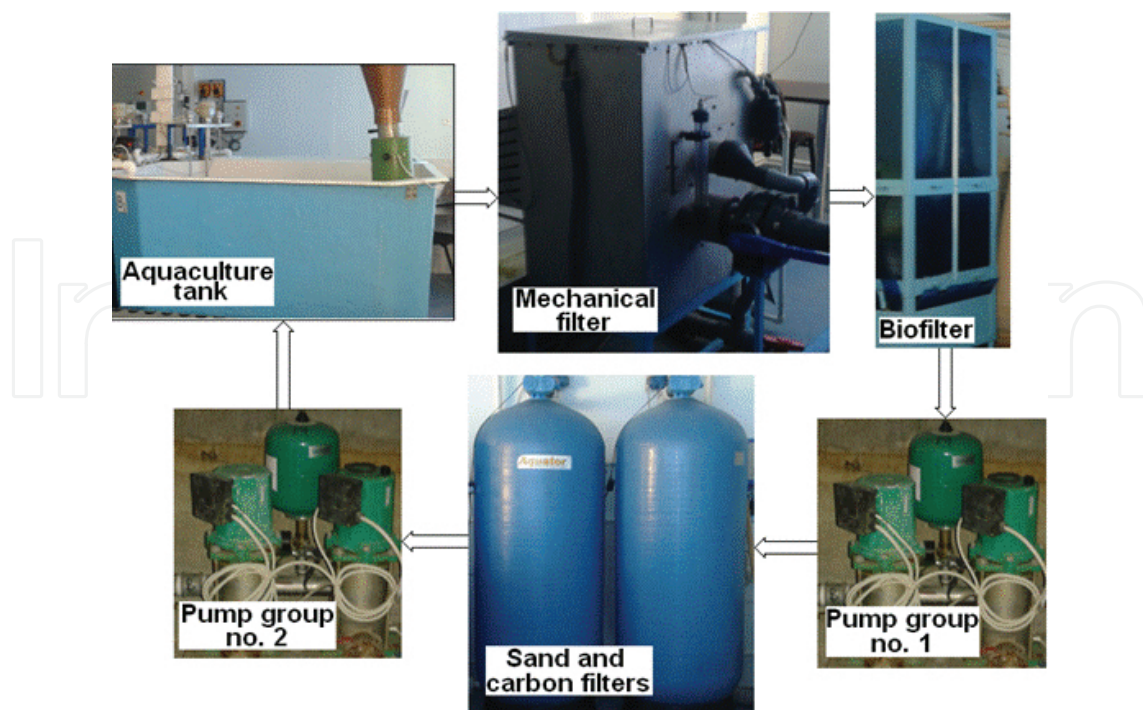 Aquaculture
tank
Mechanical
filter
Biofilter
Aquator
Pump group
no. 2
Sand and
carbon filters
Pump group
no. 1